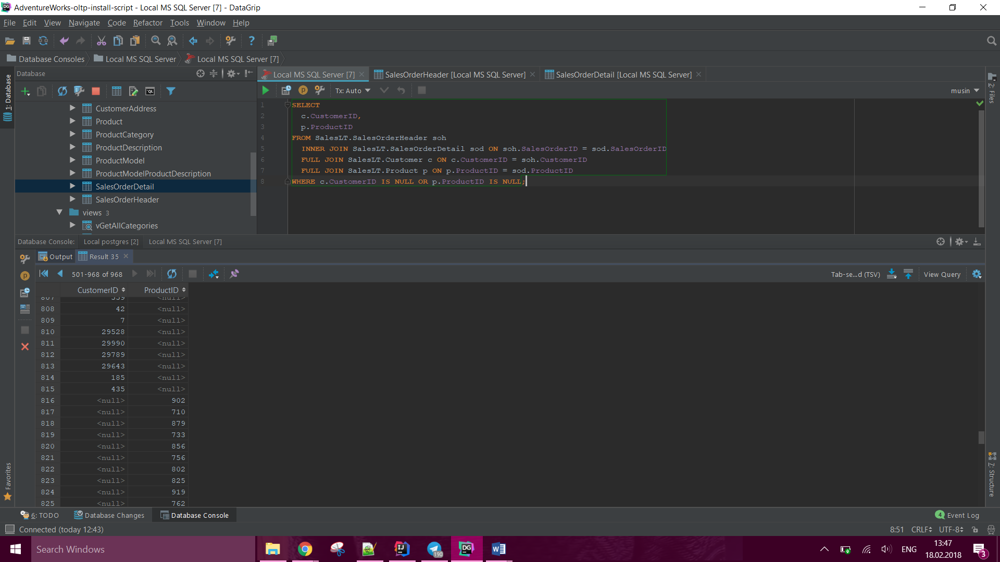 AdventureWorks-oltp-install-script - Local MS SQL Server [7] - DataGrip
File Edit View Navigate Code Refactor Tools Window Help
Database Consoles Local MS SQL Server Local MS SQL Server [7]
1: Database
Database
Local MS SQL Server [7] SalesOrderHeader [Local MS SQL Server] SalesOrderDetail [Local MS SQL Server]
2: Files
Tx: Auto musin
CustomerAddress
Product
ProductCategory
ProductDescription
ProductModel
ProductModelProductDescription
SalesOrderDetail
SalesOrderHeader
views 3
vGetAllCategories
1 SELECT
2 c.CustomerID,
3 p.ProductID
4 FROM SalesLT.SalesOrderHeader soh
5 INNER JOIN SalesLT.SalesOrderDetail sod ON soh.SalesOrderID = sod.SalesOrderID
6 FULL JOIN SalesLT.Customer c ON c.CustomerID = soh.CustomerID
7 FULL JOIN SalesLT.Product p ON p.ProductID = sod.ProductID
8 WHERE c.CustomerID IS NULL OR p.ProductID IS NULL;
Database Console: Local postgres [2] Local MS SQL Server [7]
Output Result 35
501-968 of 968 Tab-se...d (TSV) View Query
CustomerID ProductID
807 359 <null>
808 42 <null>
809 7 <null>
810 29528 <null>
811 29990 <null>
812 29789 <null>
813 29643 <null>
814 185 <null>
815 435 <null>
816 <null> 902
817 <null> 710
818 <null> 879
819 <null> 733
820 <null> 856
821 <null> 756
822 <null> 802
823 <null> 825
824 <null> 919
825 <null> 762
Favorites
7: Structure
6: TODO Database Changes Database Console 4 Event Log
Connected (today 12:43) 8:51 CRLF UTF-8
Search Windows 190 ENG 13:47
18.02.2018 3